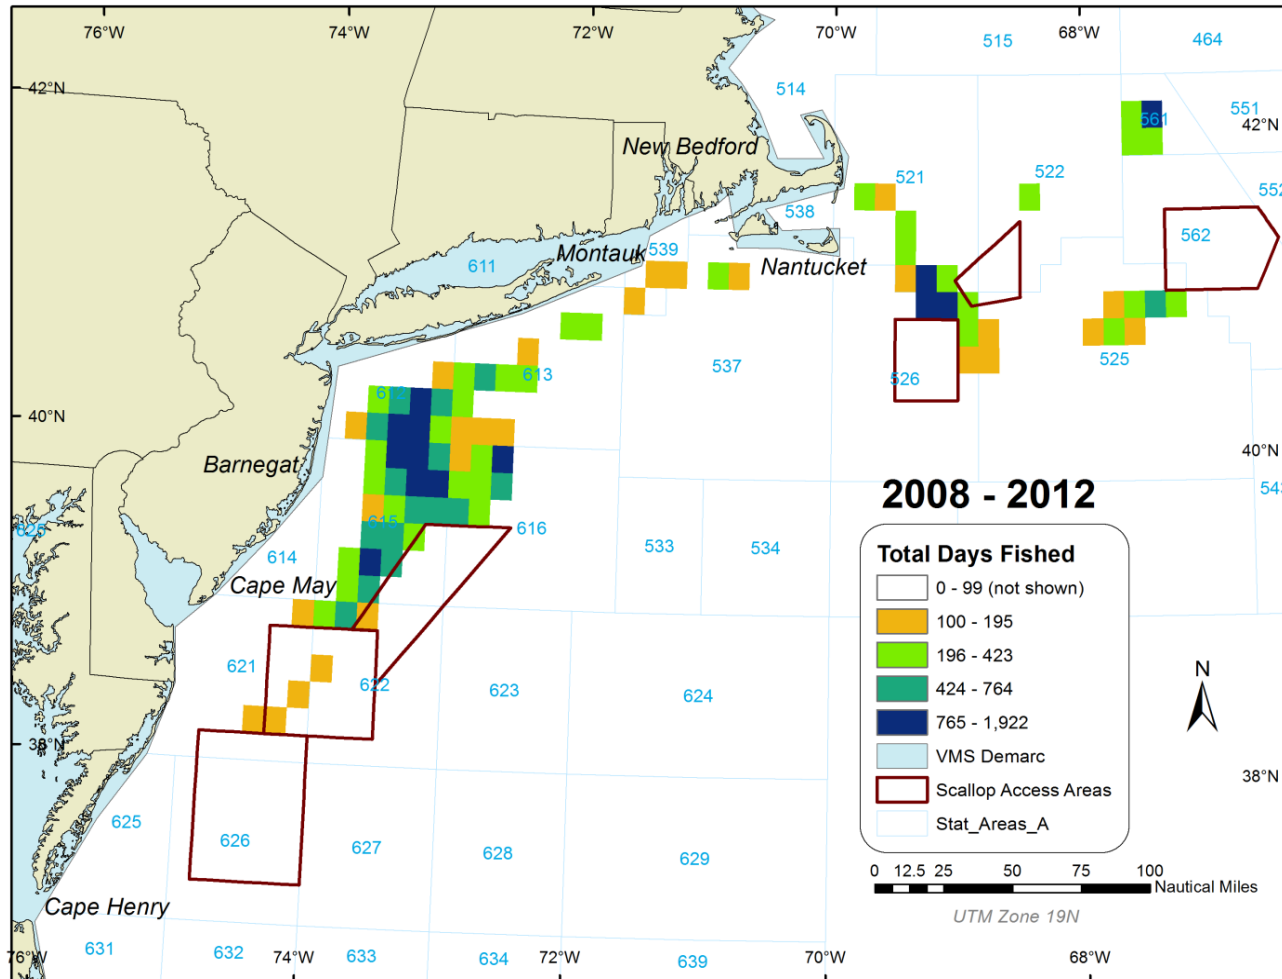 76°W
74°W
72°W
70°W
68°W
515
464
42°N
514
551
561
42°N
New Bedford
521
522
552
538
562
Montauk
539
Nantucket
611
537
525
613
526
612
40°N
40°N
Barnegat
2008 - 2012
543
625
615
616
533
534
614
Cape May
Total Days Fished
0 - 99 (not shown)
100 - 195
196 - 423
424 - 764
765 - 1,922
VMS Demarc
Scallop Access Areas
Stat_Areas_A
N
621
622
623
624
38°N
38°N
625
626
627
628
629
0 12.5 25 50 75 100
Nautical Miles
UTM Zone 19N
Cape Henry
631
632
633
634
639
76°W
74°W
72°W
70°W
68°W